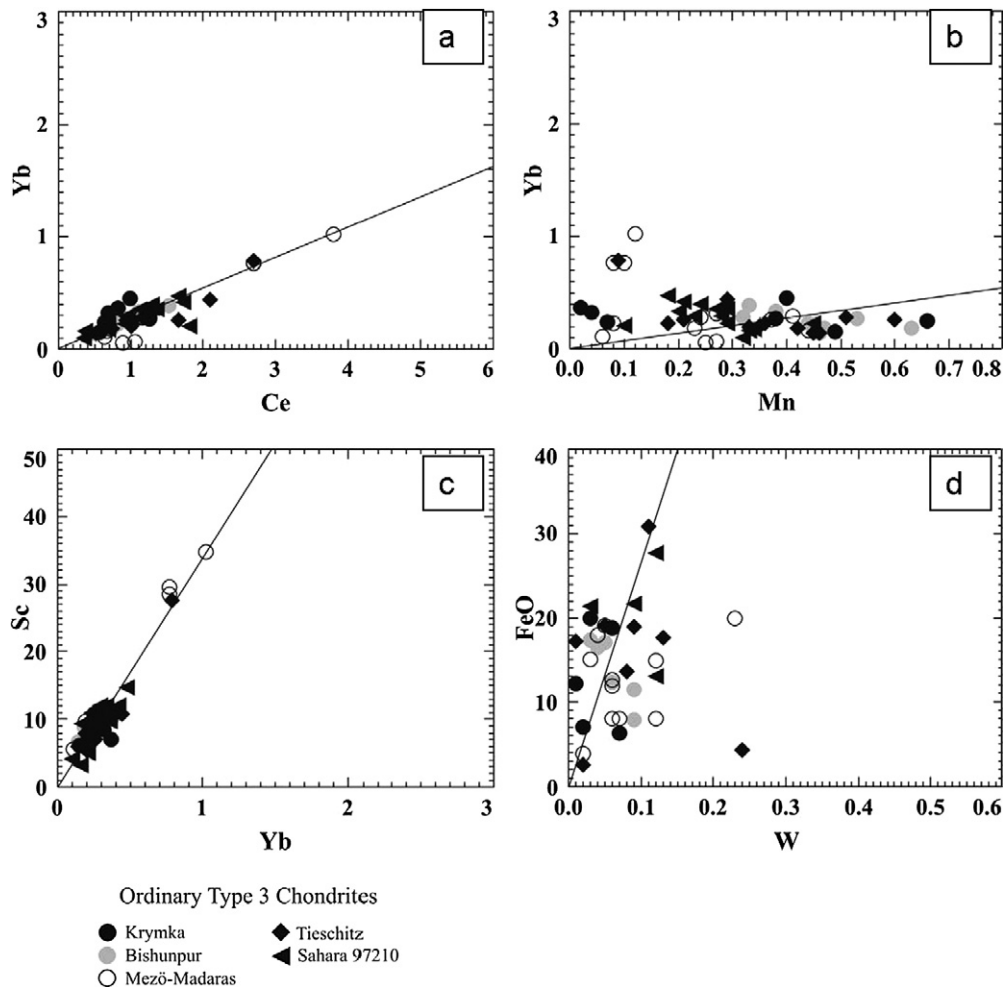 a
3
2
1
0
Yb
0 1 2 3 4 5 6
Ce
b
3
2
1
0
Yb
0.0 0.1 0.2 0.3 0.4 0.5 0.6 0.7 0.8
Mn
c
50
40
30
20
10
0
Sc
0 1 2 3
Yb
d
40
30
20
10
0
FeO
0.0 0.1 0.2 0.3 0.4 0.5 0.6
W
Ordinary Type 3 Chondrites
Krymka
Tieschitz
Bishunpur
Sahara 97210
Mezö-Madaras